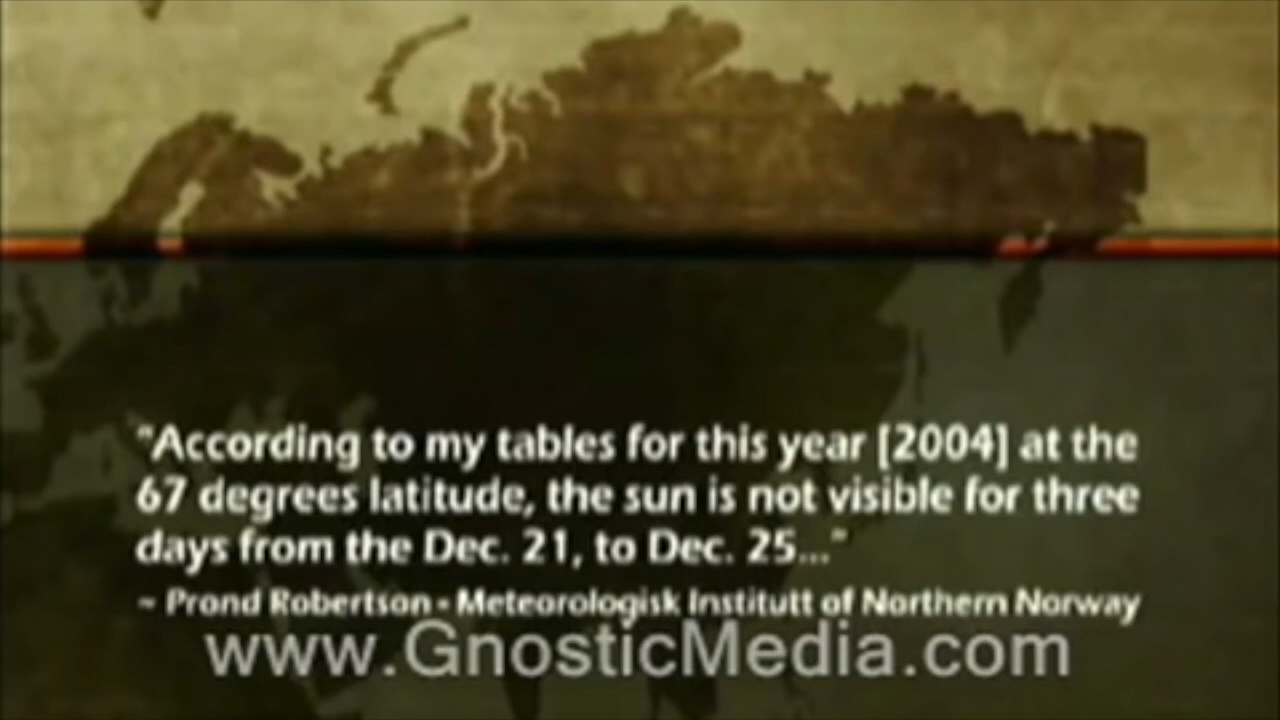 "According to my tables for this year [2004] at the
67 degrees latitude, the sun is not visible for three
days from the Dec. 21, to Dec. 25..."
~ Prond Robertson - Meteorologisk Institutt of Northern Norway
www.GnosticMedia.com